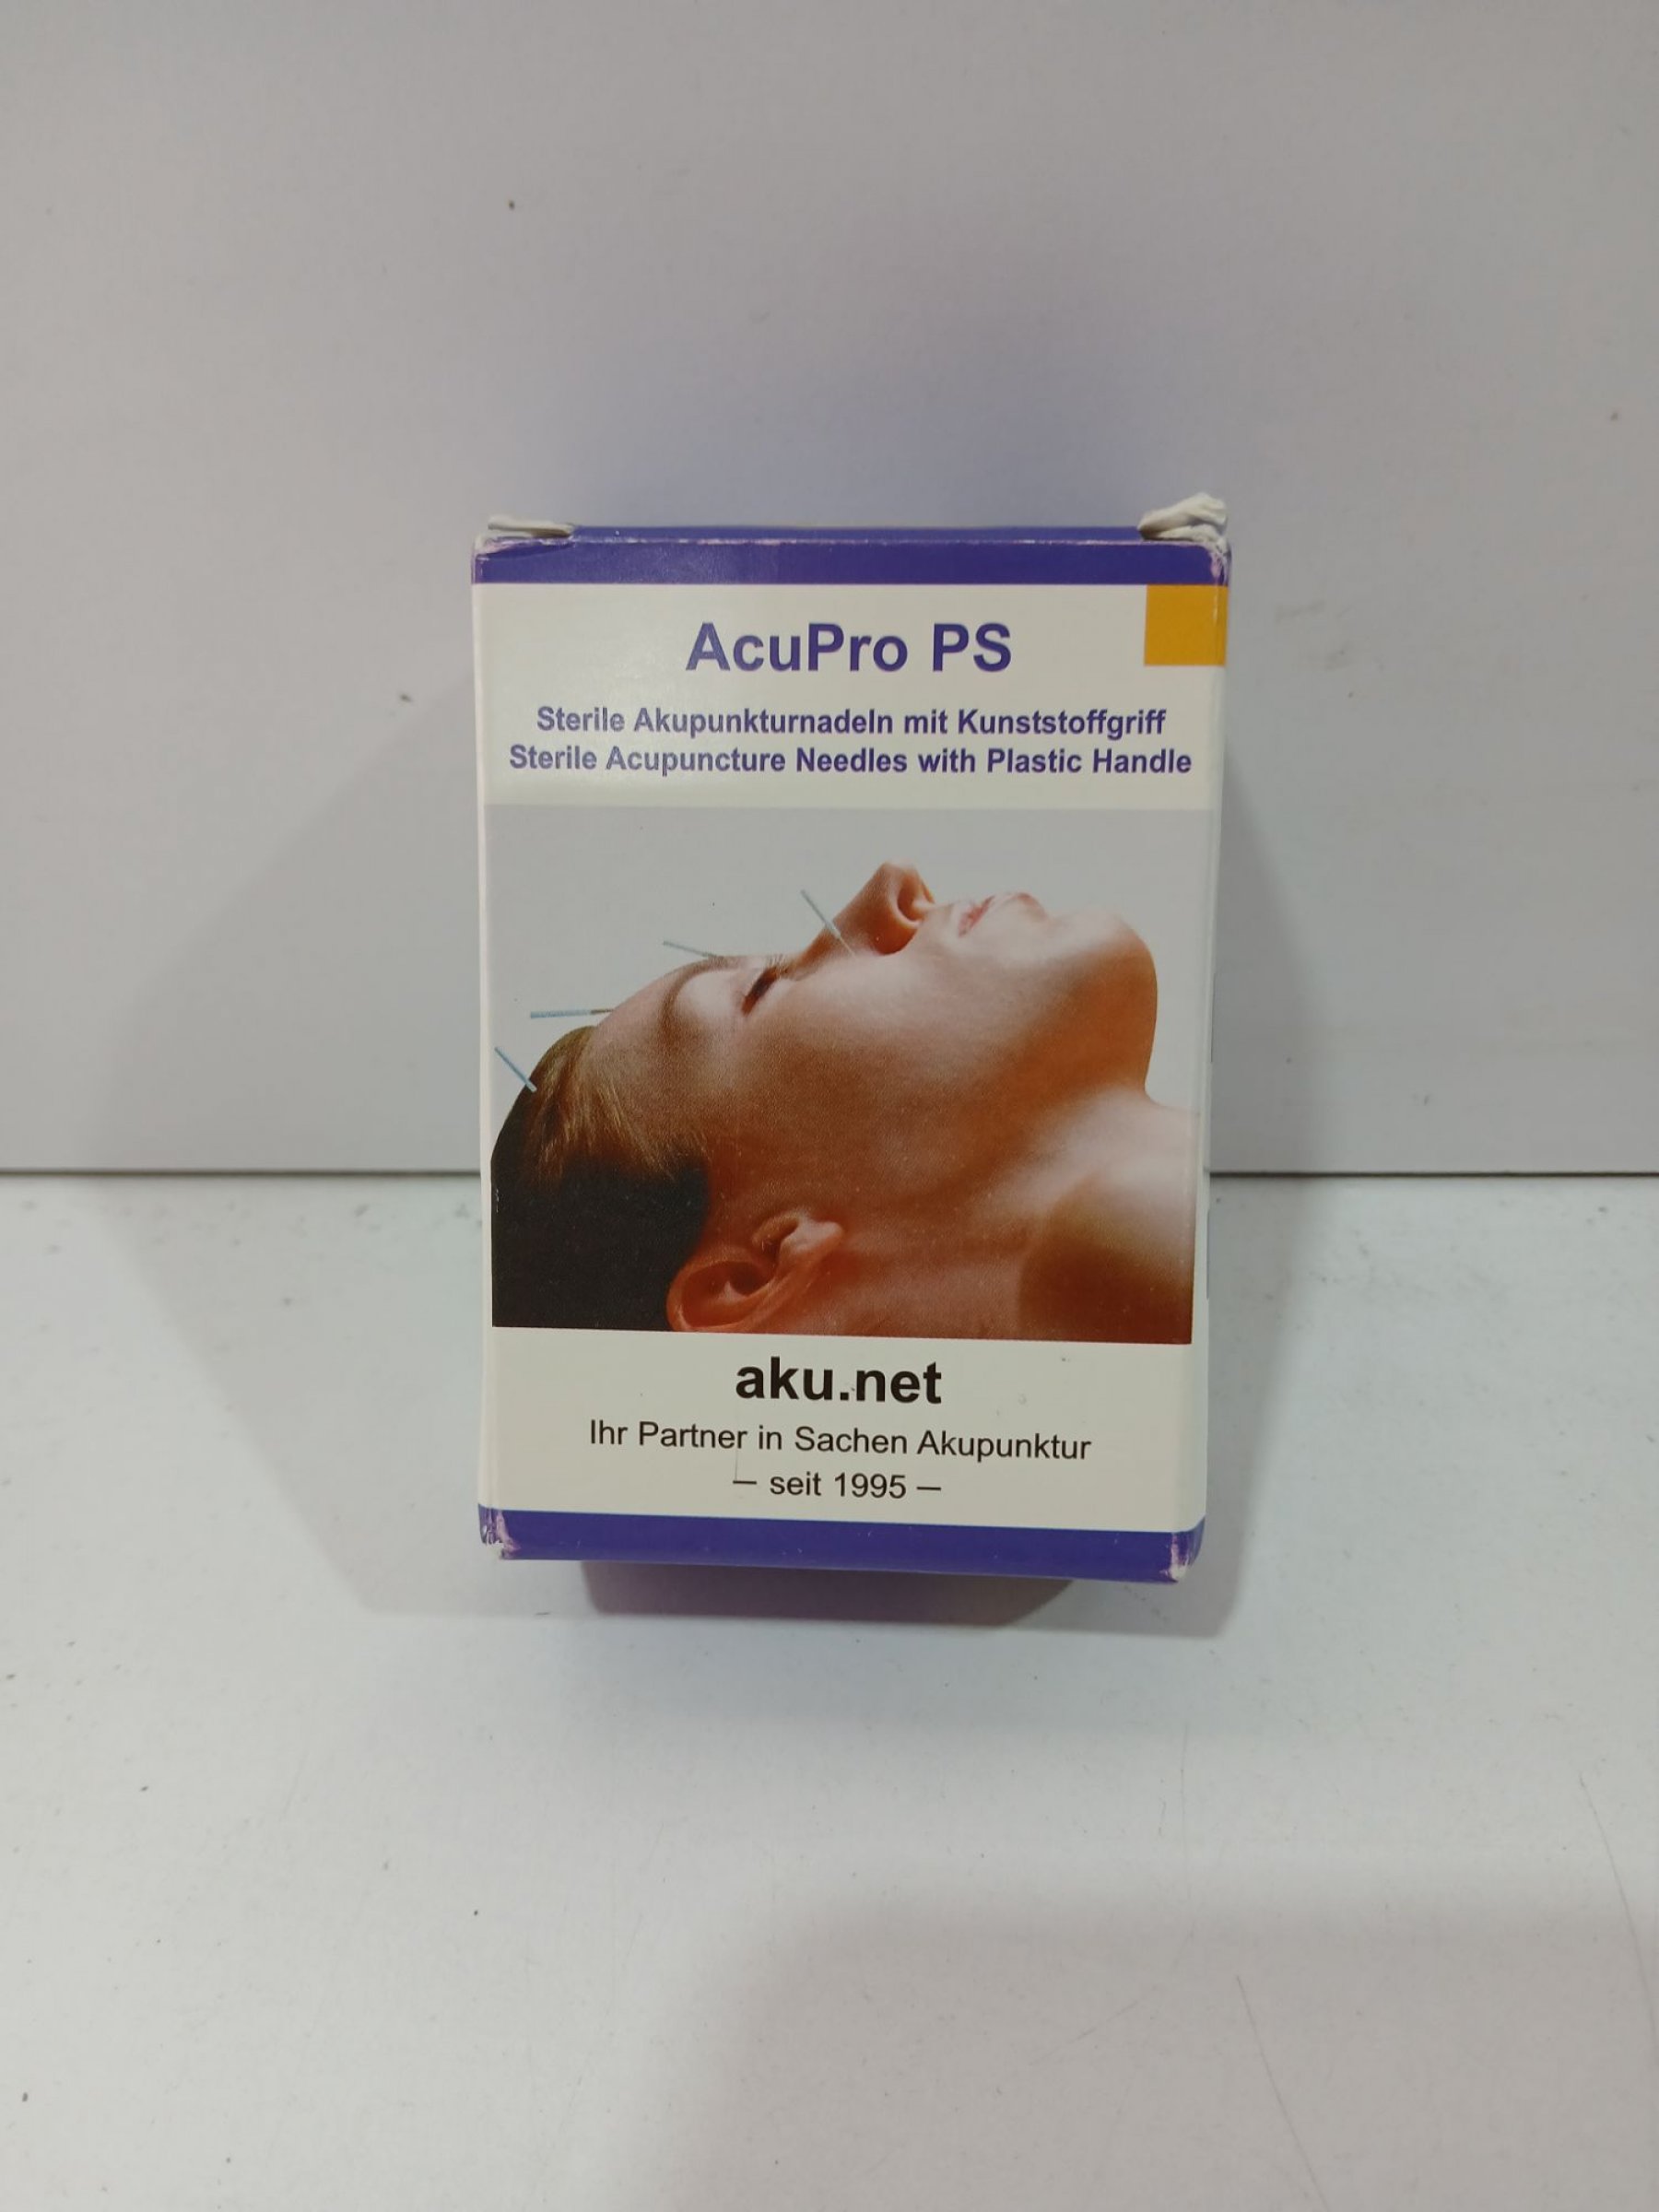 AcuPro PS
Sterile Akupunkturnadeln mit Kunststoffgriff
Sterile Acupuncture Needles with Plastic Handle
aku.net
Ihr Partner in Sachen Akupunktur
— seit 1995 —